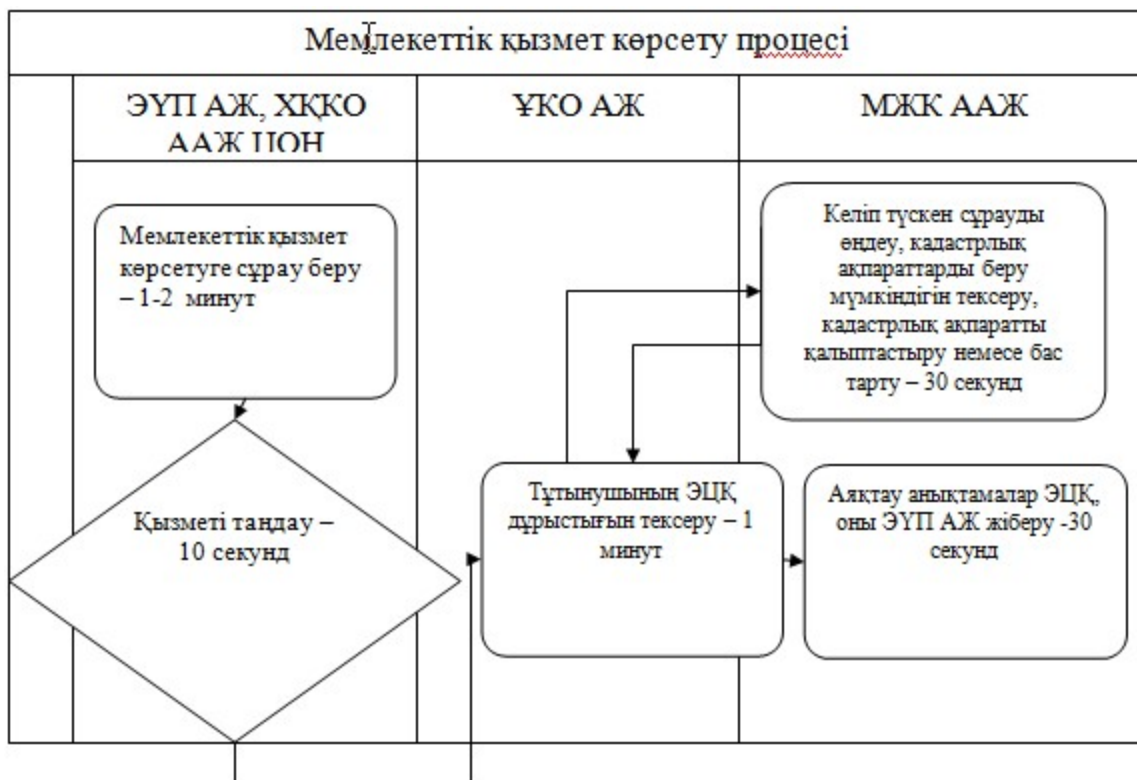 Мемлекеттік қызмет көрсету процесі
ЭҮП АЖ, ХҚКО
ААЖ ЦОН
ҰКО АЖ
МЖК ААЖ
Мемлекеттік қызмет
көрсетуге сұрау беру
– 1-2 минут
Келіп түскен сұрауды
өңдеу, кадастрлық
ақпараттарды беру
мүмкіндігін тексеру,
кадастрлық ақпаратты
қалыптастыру немесе бас
тарту – 30 секунд
Қызметі таңдау –
10 секунд
Тұтынушының ЭЦҚ
дұрыстығын тексеру – 1
минут
Аяқтау анықтамалар ЭЦҚ,
оны ЭҮП АЖ жіберу -30
секунд